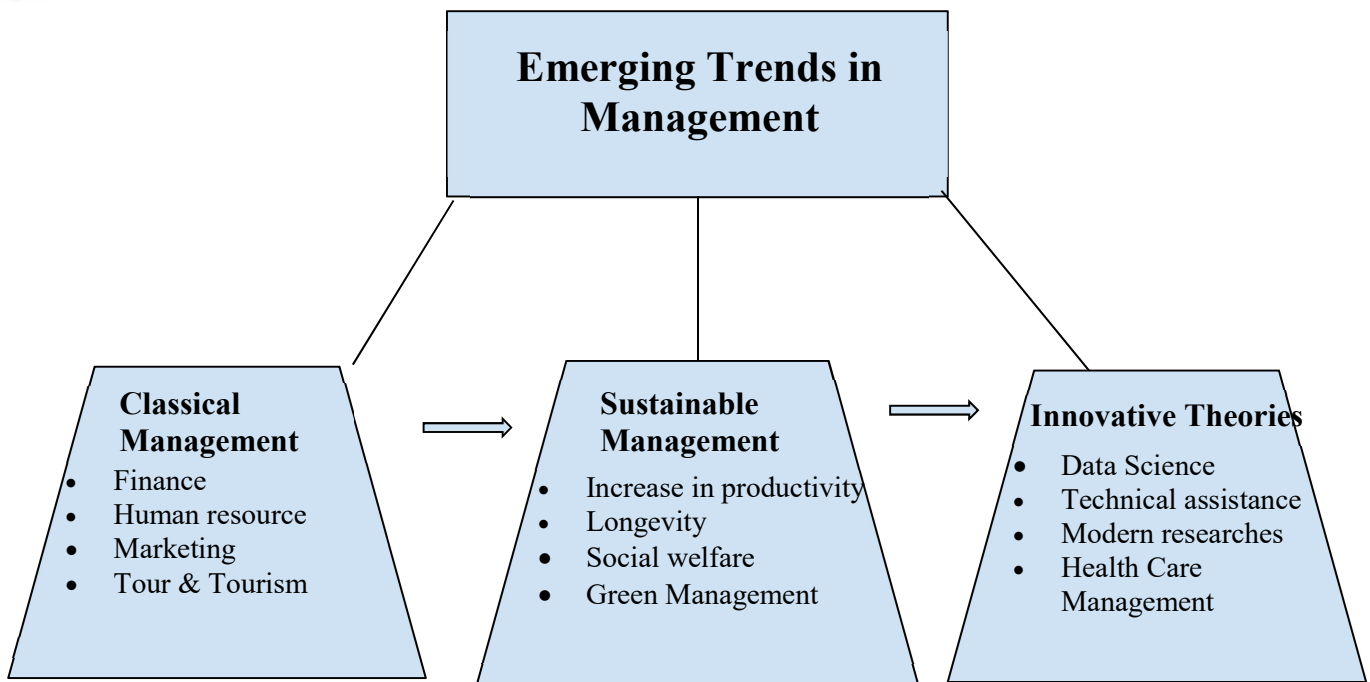 Emerging Trends in
Management
Classical
Management
• Finance
• Human resource
• Marketing
• Tour & Tourism
Sustainable
Management
• Increase in productivity
• Longevity
• Social welfare
• Green Management
Innovative Theories
• Data Science
• Technical assistance
• Modern researches
• Health Care
Management